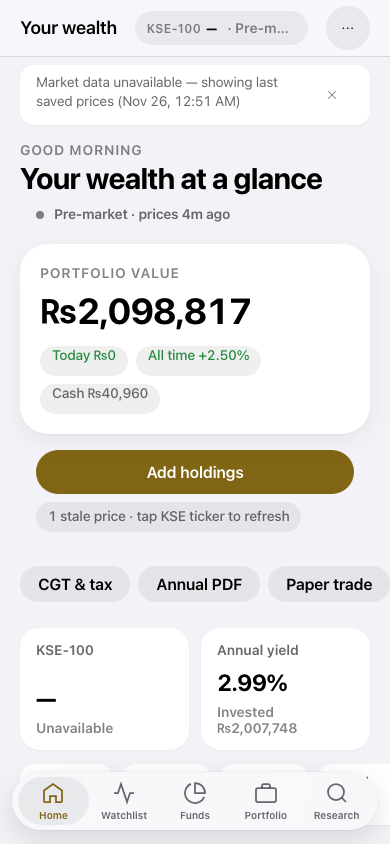 Your wealth
KSE-100 — · Pre-m...
...
Market data unavailable — showing last
saved prices (Nov 26, 12:51 AM)
GOOD MORNING
Your wealth at a glance
Pre-market · prices 4m ago
PORTFOLIO VALUE
₨2,098,817
Today ₨0
All time +2.50%
Cash ₨40,960
Add holdings
1 stale price · tap KSE ticker to refresh
CGT & tax
Annual PDF
Paper trade
KSE-100
—
Unavailable
Annual yield
2.99%
Invested
₨2,007,748
Home
Watchlist
Funds
Portfolio
Research